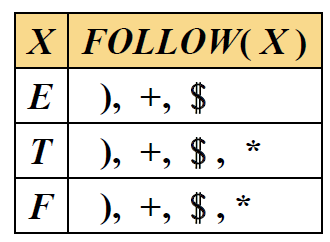 X FOLLOW( X )
E ), +, $
T ), +, $ , *
F ), +, $ , *